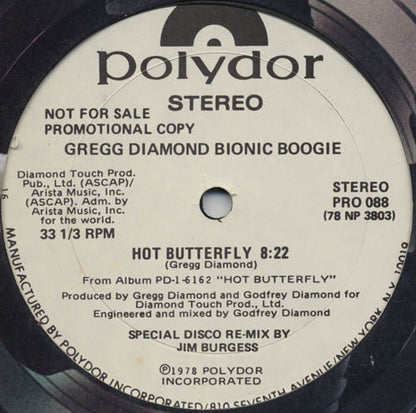 polydor
STEREO
NOT FOR SALE
PROMOTIONAL COPY
GREGG DIAMOND BIONIC BOOGIE
Diamond Touch Prod.
Pub., Ltd. (ASCAP)/
Arista Music, Inc.
(ASCAP). Adm. by
Arista Music, Inc.
for the world.
33 1/3 RPM
STEREO
PRO 088
(78 NP 3803)
16
HOT BUTTERFLY 8:22
(Gregg Diamond)
From Album PD-1-6162 "HOT BUTTERFLY"
Produced by Gregg Diamond and Godfrey Diamond for
Diamond Touch Productions, Ltd.
Engineered and mixed by Godfrey Diamond
SPECIAL DISCO RE-MIX BY
JIM BURGESS
℗1978 POLYDOR
INCORPORATED
MANUFACTURED BY POLYDOR INCORPORATED/810 SEVENTH AVENUE/NEW YORK, N.Y. 10019